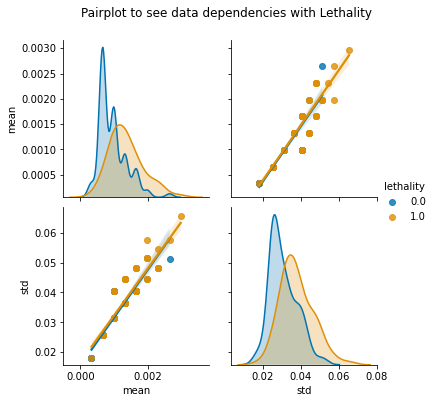 Pairplot to see data dependencies with Lethality
0.0030
0.0025
0.0020
0.0015
0.0010
0.0005
mean
lethality
0.0
1.0
0.06
0.05
0.04
0.03
0.02
std
0.000 0.002
mean
0.02 0.04 0.06 0.08
std